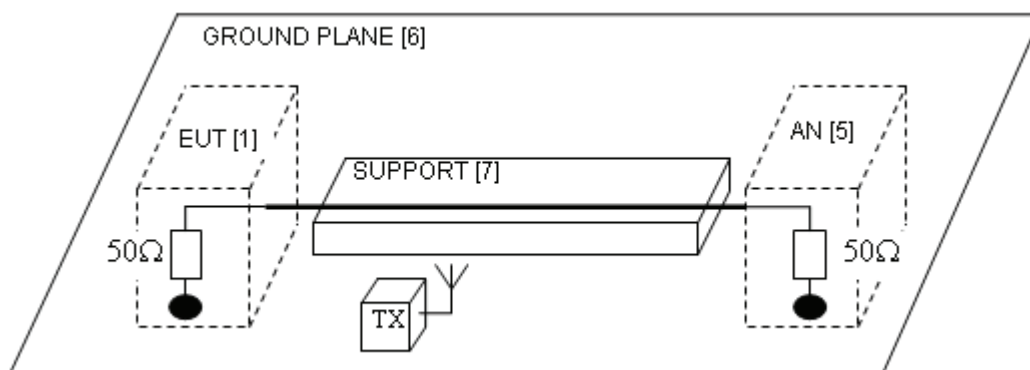 GROUND PLANE [6]
EUT [1]
AN [5]
SUPPORT [7]
50Ω
50Ω
TX